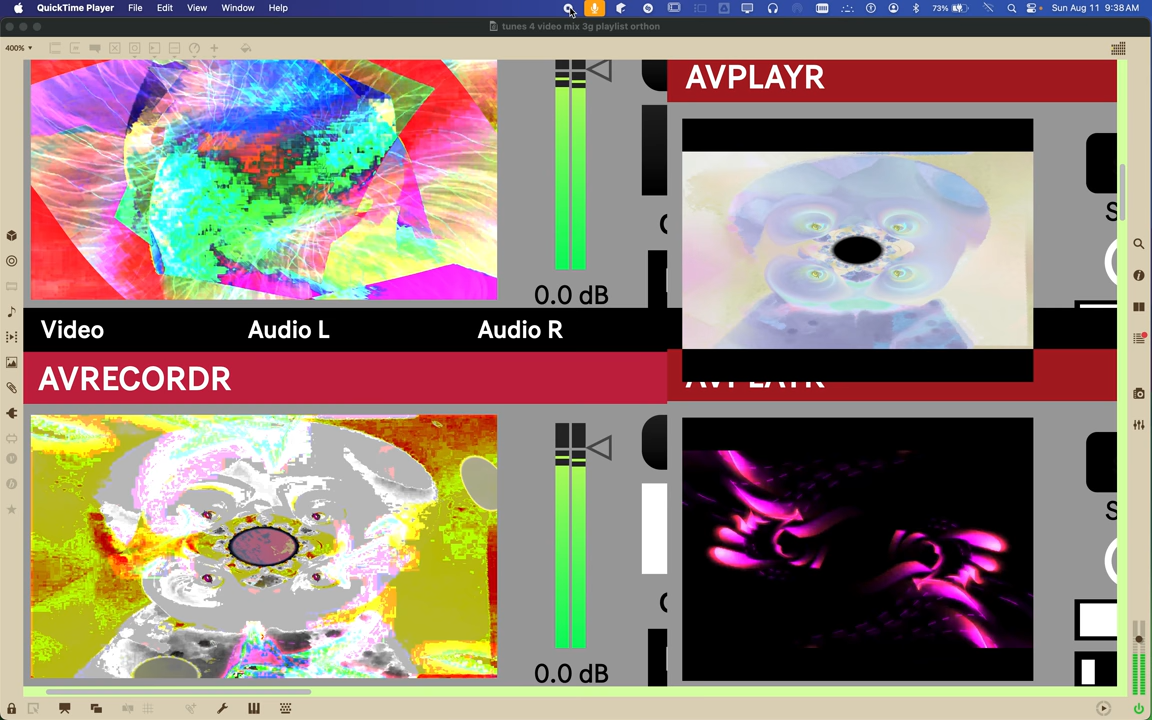 QuickTime Player File Edit View Window Help 73% Sun Aug 11 9:38 AM
tunes 4 video mix 3g playlist orthon
400%
AVPLAYR
0.0 dB
Video Audio L Audio R
AVRECORDR
0.0 dB